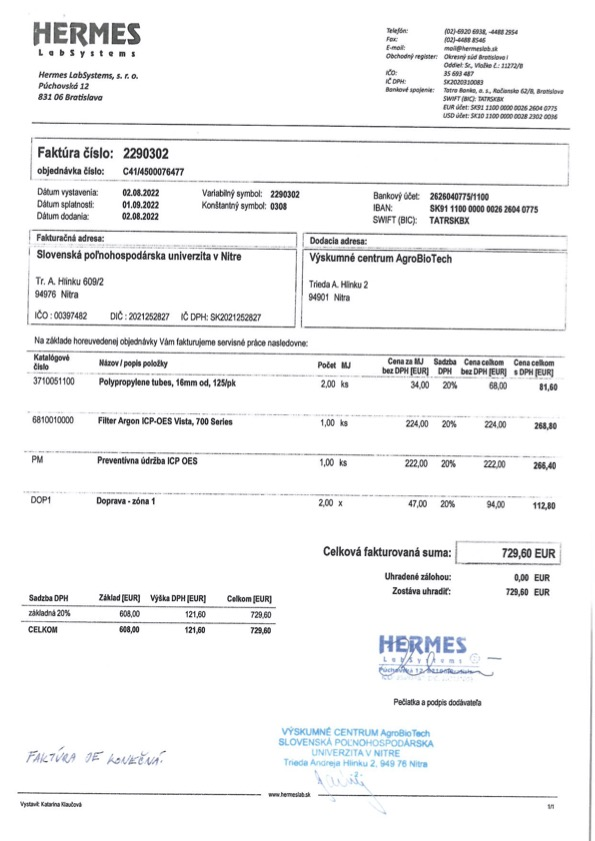 HERMES
LabSystems
Hermes LabSystems, s. r. o.
Púchovská 12
831 06 Bratislava
Telefón: (02)-6920 6938, -4488 2954
Fax: (02)-4488 8546
E-mail: mail@hermeslab.sk
Obchodný register: Okresný súd Bratislava I
Oddiel: Sr., Vložka č.: 11272/B
IČO: 35 693 487
IČ DPH: SK2020310083
Bankové spojenie: Tatra Banka, a. s., Račianska 62/B, Bratislava
SWIFT (BIC): TATRSKBX
EUR účet: SK91 1100 0000 0026 2604 0775
USD účet: SK10 1100 0000 0028 2302 0036
Faktúra číslo: 2290302
objednávka číslo: C41/4500076477
Dátum vystavenia: 02.08.2022
Dátum splatnosti: 01.09.2022
Dátum dodania: 02.08.2022
Variabilný symbol: 2290302
Konštantný symbol: 0308
Bankový účet: 2626040775/1100
IBAN: SK91 1100 0000 0026 2604 0775
SWIFT (BIC): TATRSKBX
Fakturačná adresa:
Slovenská poľnohospodárska univerzita v Nitre
Tr. A. Hlinku 609/2
94976 Nitra
IČO : 00397482 DIČ : 2021252827 IČ DPH: SK2021252827
Dodacia adresa:
Výskumné centrum AgroBioTech
Trieda A. Hlinku 2
94901 Nitra
Na základe horeuvedenej objednávky Vám fakturujeme servisné práce nasledovne:
Katalógové číslo Názov / popis položky Počet MJ Cena za MJ bez DPH [EUR] Sadzba DPH Cena celkom bez DPH [EUR] Cena celkom s DPH [EUR]
3710051100 Polypropylene tubes, 16mm od, 125/pk 2,00 ks 34,00 20% 68,00 81,60
6810010000 Filter Argon ICP-OES Vista, 700 Series 1,00 ks 224,00 20% 224,00 268,80
PM Preventívna údržba ICP OES 1,00 ks 222,00 20% 222,00 266,40
DOP1 Doprava - zóna 1 2,00 x 47,00 20% 94,00 112,80
Celková fakturovaná suma: 729,60 EUR
Uhradené zálohou: 0,00 EUR
Zostáva uhradiť: 729,60 EUR
Sadzba DPH Základ [EUR] Výška DPH [EUR] Celkom [EUR]
základná 20% 608,00 121,60 729,60
CELKOM 608,00 121,60 729,60
HERMES
LabSystems
Púchovská 12
Pečiatka a podpis dodávateľa
VÝSKUMNÉ CENTRUM AgroBioTech
SLOVENSKÁ POĽNOHOSPODÁRSKA
UNIVERZITA V NITRE
Trieda Andreja Hlinku 2, 949 76 Nitra
FAKTÚRA JE KONEČNÁ.
www.hermeslab.sk
Vystavil: Katarína Klaučová
1/1